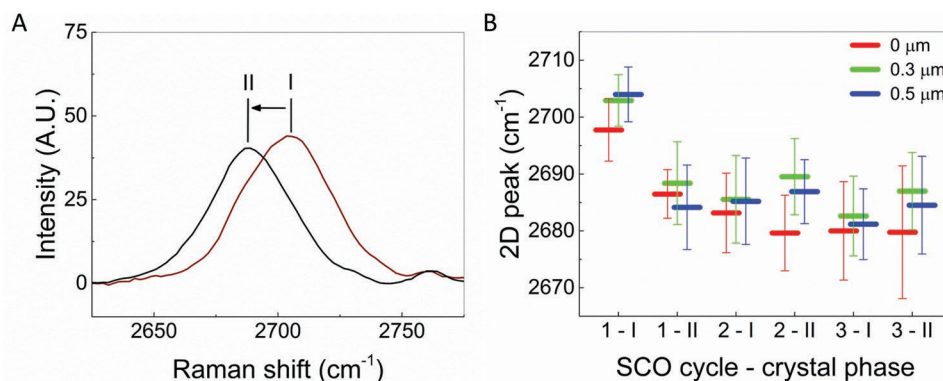 A
75
50
25
0
Intensity (A.U.)
II I
2650 2700 2750
Raman shift (cm⁻¹)
B
2710
2700
2690
2680
2670
2D peak (cm⁻¹)
0 μm
0.3 μm
0.5 μm
1 - I 1 - II 2 - I 2 - II 3 - I 3 - II
SCO cycle - crystal phase